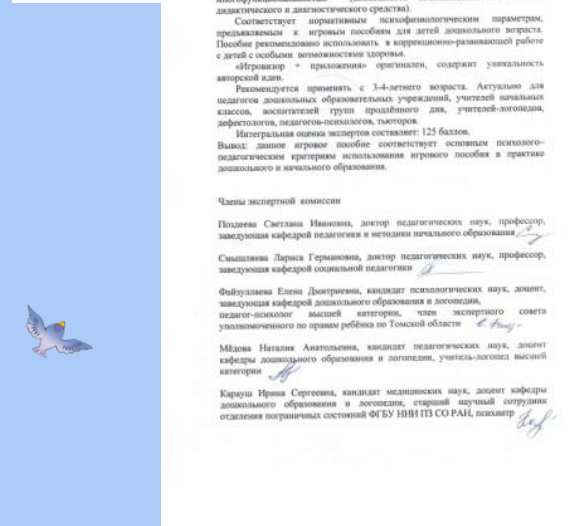 дидактического и диагностического средства).
Соответствует нормативным психофизиологическим параметрам,
предъявляемым к игровым пособиям для детей дошкольного возраста.
Пособие рекомендовано использовать в коррекционно-развивающей работе
с детей с особыми возможностями здоровья.
«Игровизор + приложения» оригинален, содержит уникальность
авторской идеи.
Рекомендуется применять с 3-4-летнего возраста. Актуально для
педагогов дошкольных образовательных учреждений, учителей начальных
классов, воспитателей групп продлённого дня, учителей-логопедов,
дефектологов, педагогов-психологов, тьюторов.
Интегральная оценка экспертов составляет: 125 баллов.
Вывод: данное игровое пособие соответствует основным психолого–
педагогическим критериям использования игрового пособия в практике
дошкольного и начального образования.
Члены экспертной комиссии
Поздеева Светлана Ивановна, доктор педагогических наук, профессор,
заведующая кафедрой педагогики и методики начального образования
Смышляева Лариса Германовна, доктор педагогических наук, профессор,
заведующая кафедрой социальной педагогики
Файзуллаева Елена Дмитриевна, кандидат психологических наук, доцент,
заведующая кафедрой дошкольного образования и логопедии,
педагог-психолог высшей категории, член экспертного совета
уполномоченного по правам ребёнка по Томской области
Мёдова Наталия Анатольевна, кандидат педагогических наук, доцент
кафедры дошкольного образования и логопедии, учитель-логопед высшей
категории
Карауш Ирина Сергеевна, кандидат медицинских наук, доцент кафедры
дошкольного образования и логопедии, старший научный сотрудник
отделения пограничных состояний ФГБУ НИИ ПЗ СО РАН, психиатр